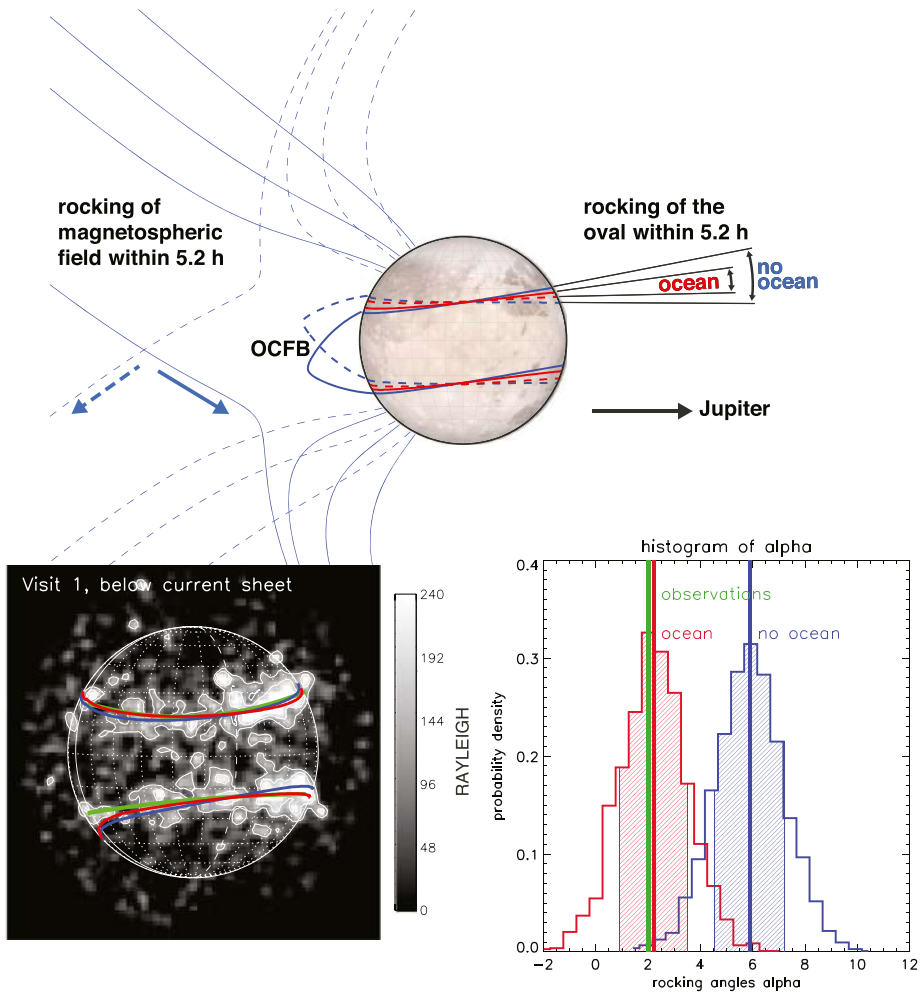 rocking of
magnetospheric
field within 5.2 h
rocking of the
oval within 5.2 h
no
ocean
ocean
OCFB
Jupiter
Visit 1, below current sheet
240
192
144
96
48
0
RAYLEIGH
histogram of alpha
observations
ocean
no ocean
0.4
0.3
0.2
0.1
0.0
probability density
−2 0 2 4 6 8 10 12
rocking angles alpha